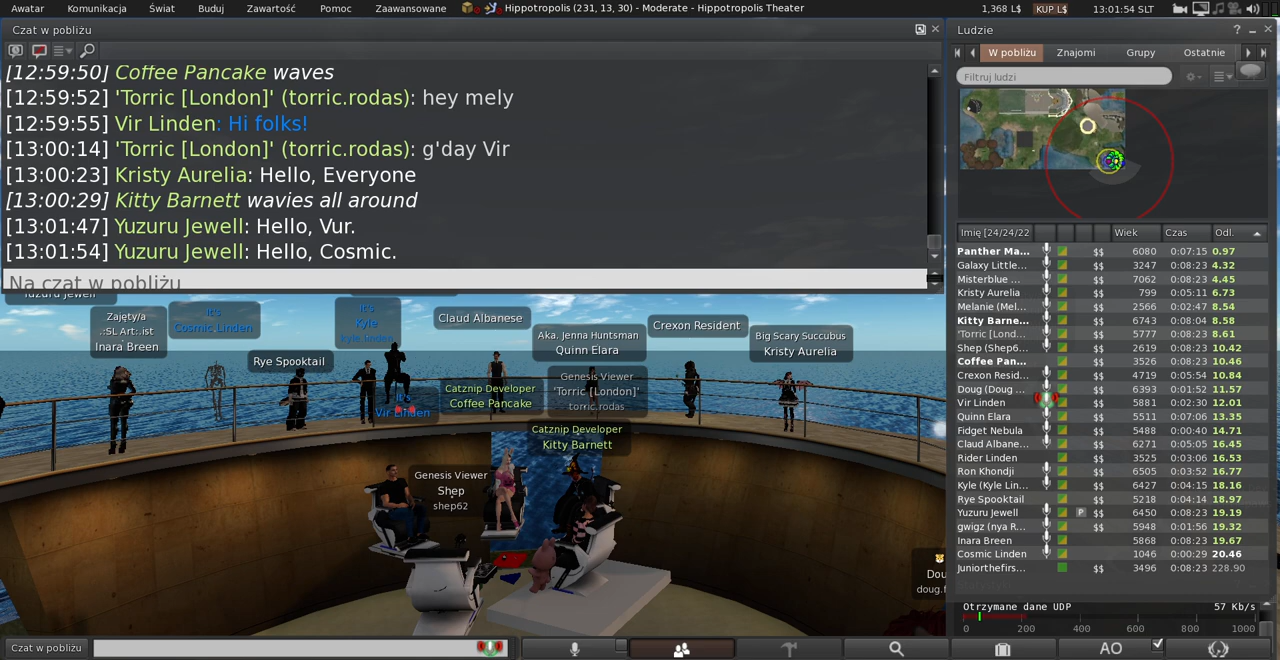 Awatar Komunikacja Świat Buduj Zawartość Pomoc Zaawansowane Hippotropolis (231, 13, 30) - Moderate - Hippotropolis Theater 1,368 L$ KUP L$ 13:01:54 SLT
Czat w pobliżu
[12:59:50] Coffee Pancake waves
[12:59:52] 'Torric [London]' (torric.rodas): hey mely
[12:59:55] Vir Linden: Hi folks!
[13:00:14] 'Torric [London]' (torric.rodas): g'day Vir
[13:00:23] Kristy Aurelia: Hello, Everyone
[13:00:29] Kitty Barnett wavies all around
[13:01:47] Yuzuru Jewell: Hello, Vur.
[13:01:54] Yuzuru Jewell: Hello, Cosmic.
Na czat w pobliżu
Yuzuru Jewell
Zajęty/a
.:SL Art:.ist
Inara Breen
It's
Cosmic Linden
It's
Kyle
kyle.linden
Claud Albanese
Aka. Jenna Huntsman
Quinn Elara
Crexon Resident
Big Scary Succubus
Kristy Aurelia
Rye Spooktail
It's
Vir Linden
Catznip Developer
Coffee Pancake
Genesis Viewer
'Torric [London]'
torric.rodas
Catznip Developer
Kitty Barnett
Genesis Viewer
Shep
shep62
Dou
doug.f
Ludzie
W pobliżu Znajomi Grupy Ostatnie
Filtruj ludzi
Imię [24/24/22 Wiek Czas Odl.
Panther Ma... $$ 6080 0:07:15 0.97
Galaxy Little... $$ 3247 0:08:23 4.32
Misterblue ... $$ 7062 0:08:23 4.45
Kristy Aurelia $$ 799 0:05:11 6.73
Melanie (Mel... $$ 2566 0:02:47 8.54
Kitty Barne... $$ 6743 0:08:04 8.58
'Torric [Lond... $$ 5777 0:08:23 8.61
Shep (Shep6... $$ 2619 0:08:23 10.42
Coffee Pan... $$ 3526 0:08:23 10.46
Crexon Resid... $$ 4719 0:05:54 10.84
Doug (Doug ... $$ 6393 0:01:52 11.57
Vir Linden $$ 5881 0:02:30 12.01
Quinn Elara $$ 5511 0:07:06 13.35
Fidget Nebula $$ 5488 0:00:40 14.71
Claud Albane... $$ 6271 0:05:05 16.45
Rider Linden $$ 3525 0:03:06 16.53
Ron Khondji $$ 6505 0:03:52 16.77
Kyle (Kyle Lin... $$ 6427 0:04:15 18.16
Rye Spooktail $$ 5218 0:04:14 18.97
Yuzuru Jewell P $$ 6450 0:08:23 19.19
gwigz (nya R... $$ 5948 0:01:56 19.32
Inara Breen 5868 0:08:23 19.67
Cosmic Linden 1046 0:00:29 20.46
Juniorthefirs... $$ 3496 0:08:23 228.90
Otrzymane dane UDP 57 Kb/s
0 200 400 600 800 1000
Czat w pobliżu AO